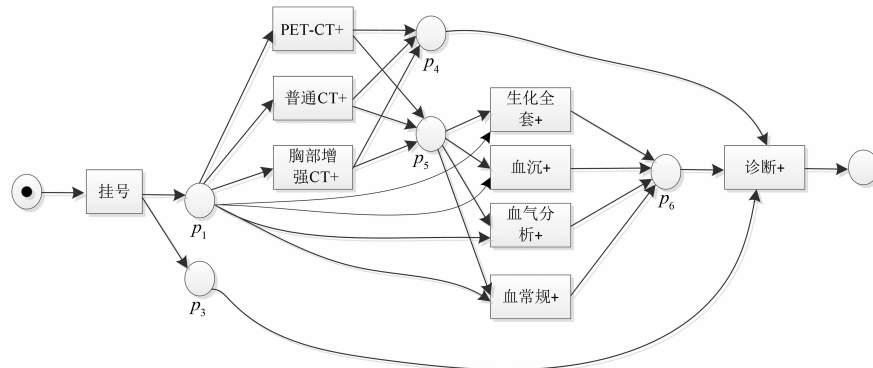 PET-CT+
p4
普通CT+
生化全
套+
p5
胸部增
强CT+
血沉+
诊断+
挂号
p6
p1
血气分
析+
p3
血常规+